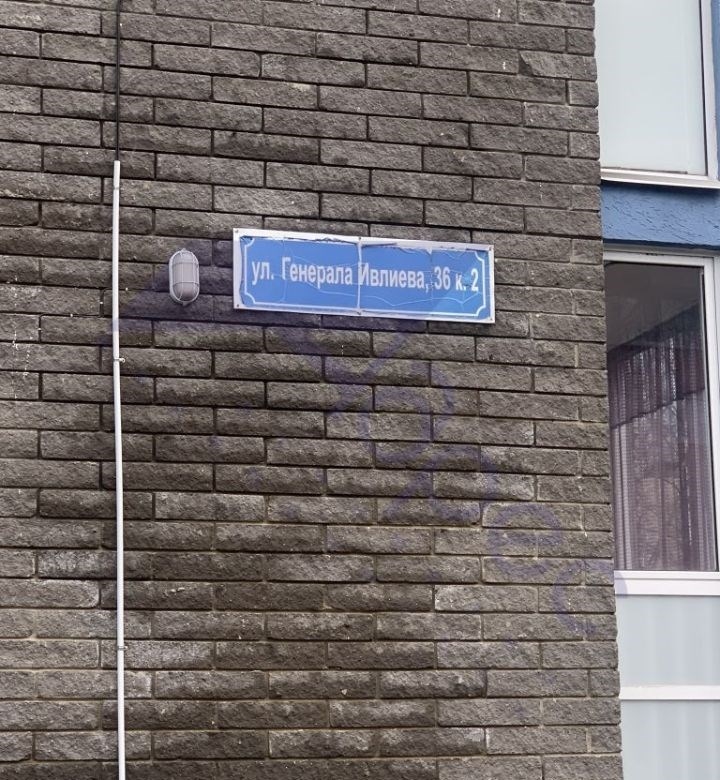 ул. Генерала Ивлиева, 36 к. 2